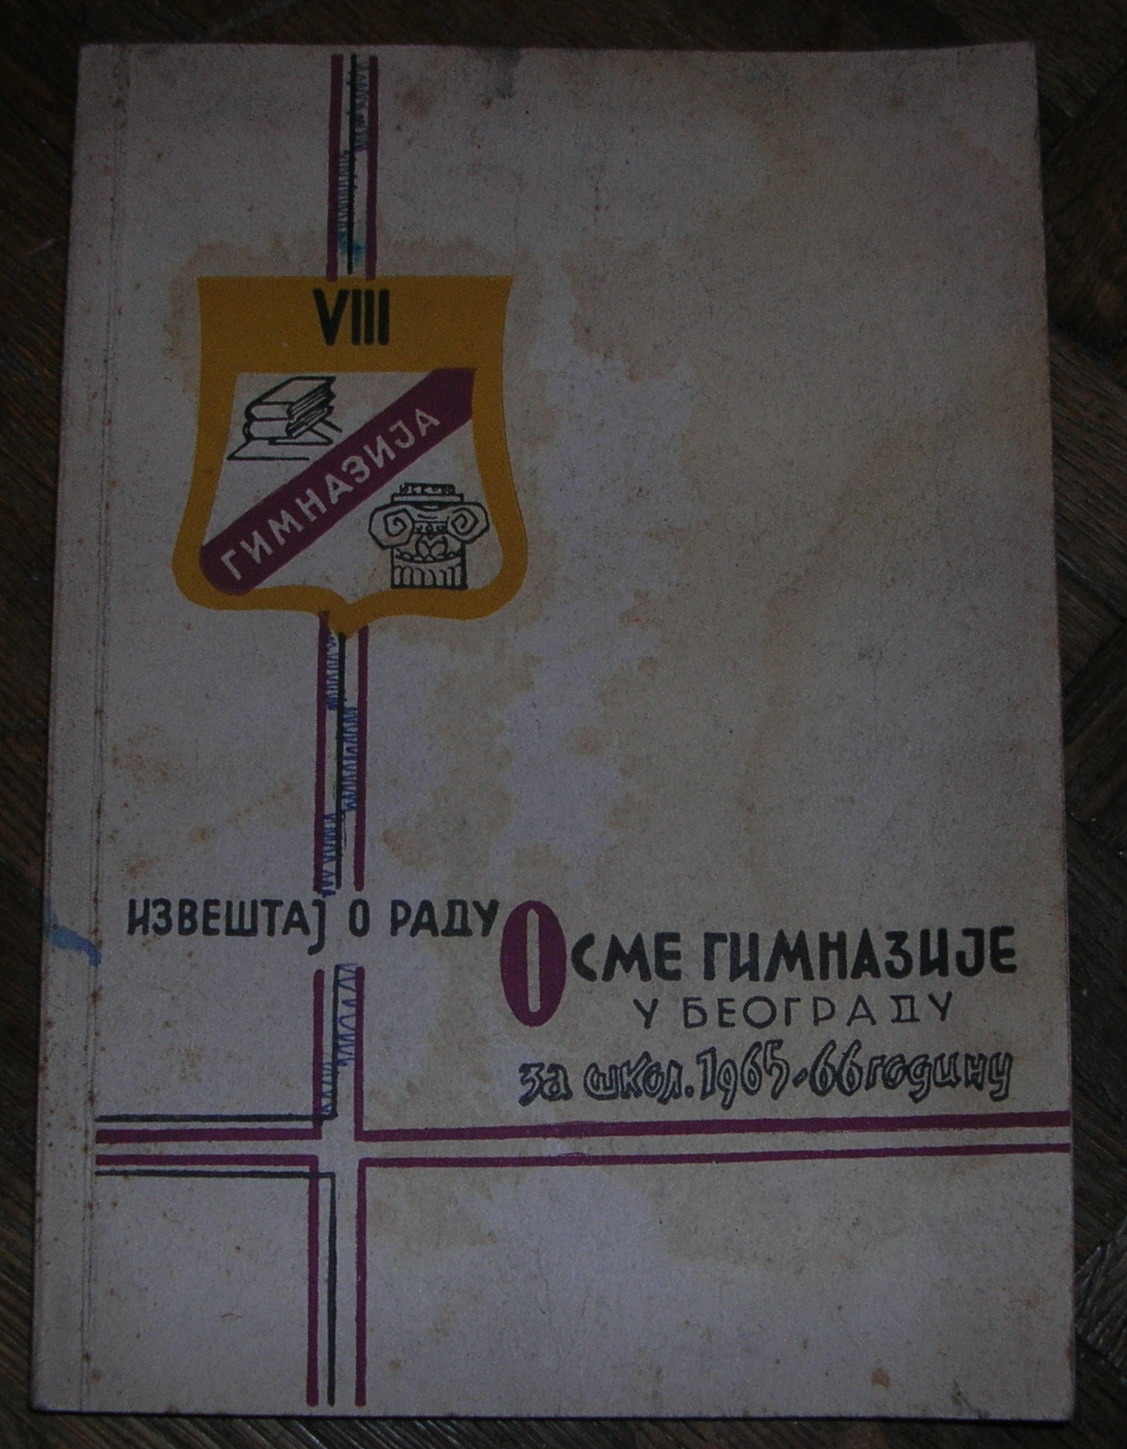 VIII
ГИМНАЗИЈА
ИЗВЕШТАЈ О РАДУ ОСМЕ ГИМНАЗИЈЕ
У БЕОГРАДУ
за школ. 1965-66 годину